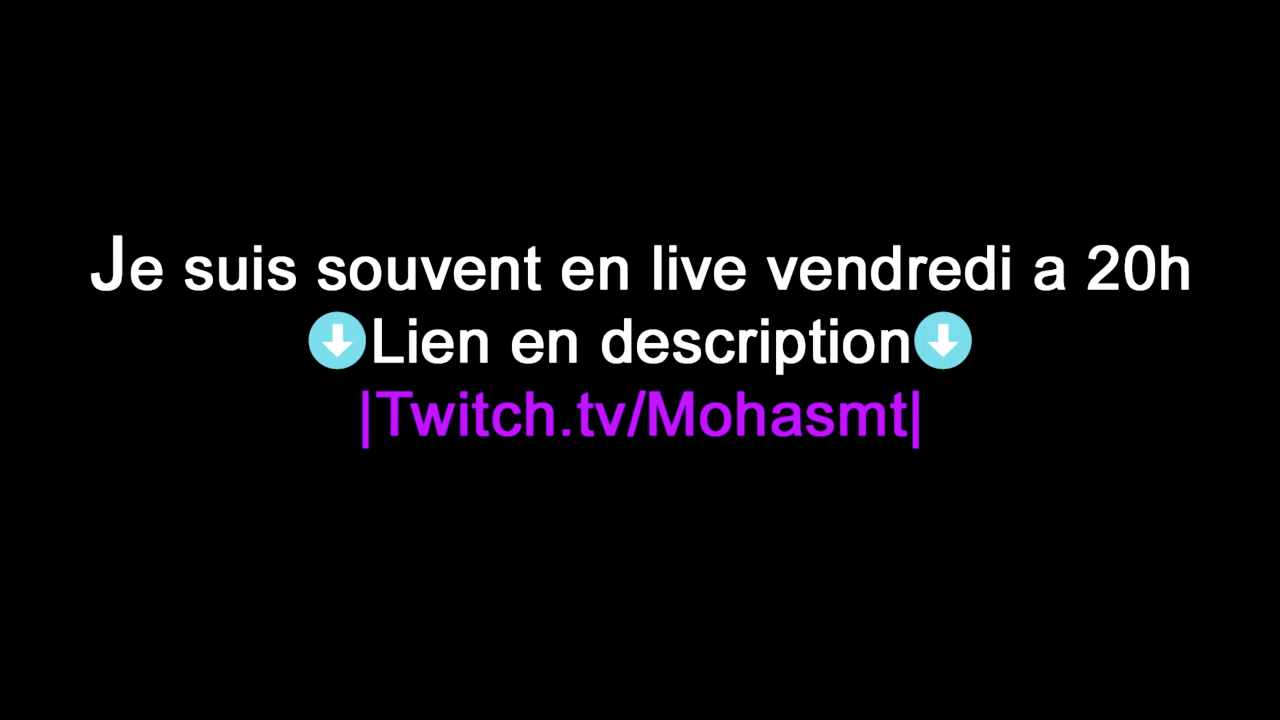 Je suis souvent en live vendredi a 20h
⬇Lien en description⬇
|Twitch.tv/Mohasmt|